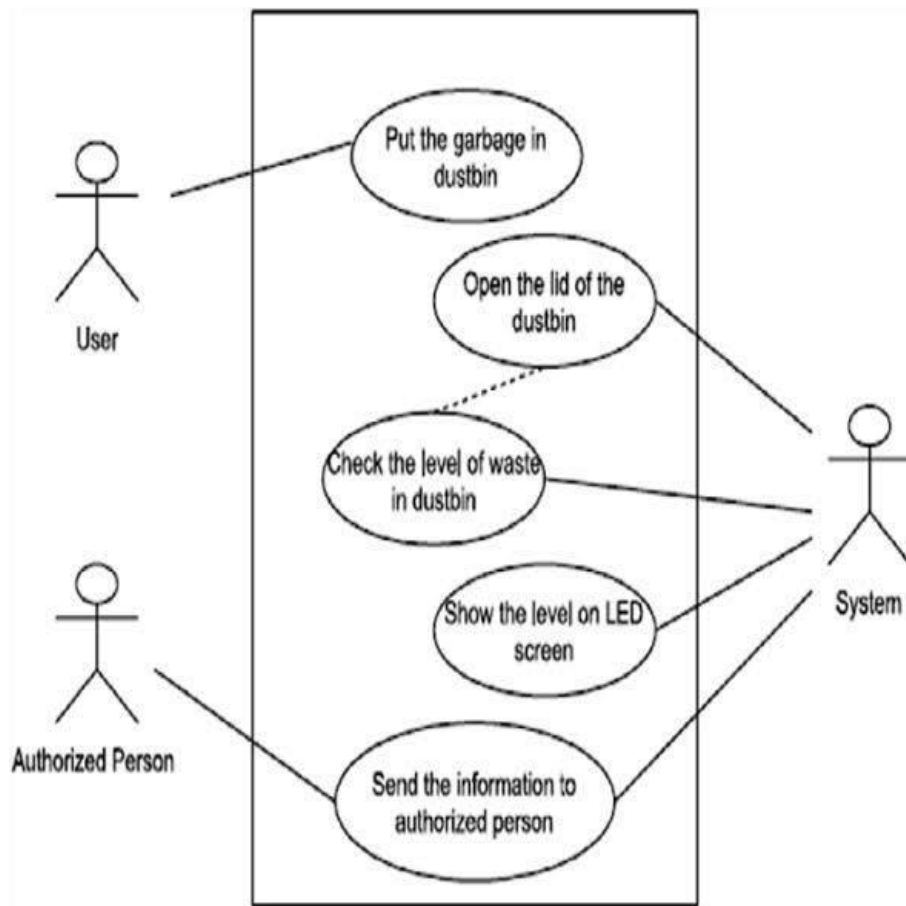 Put the garbage in
dustbin
User
Open the lid of the
dustbin
Check the level of waste
in dustbin
System
Show the level on LED
screen
Authorized Person
Send the information to
authorized person